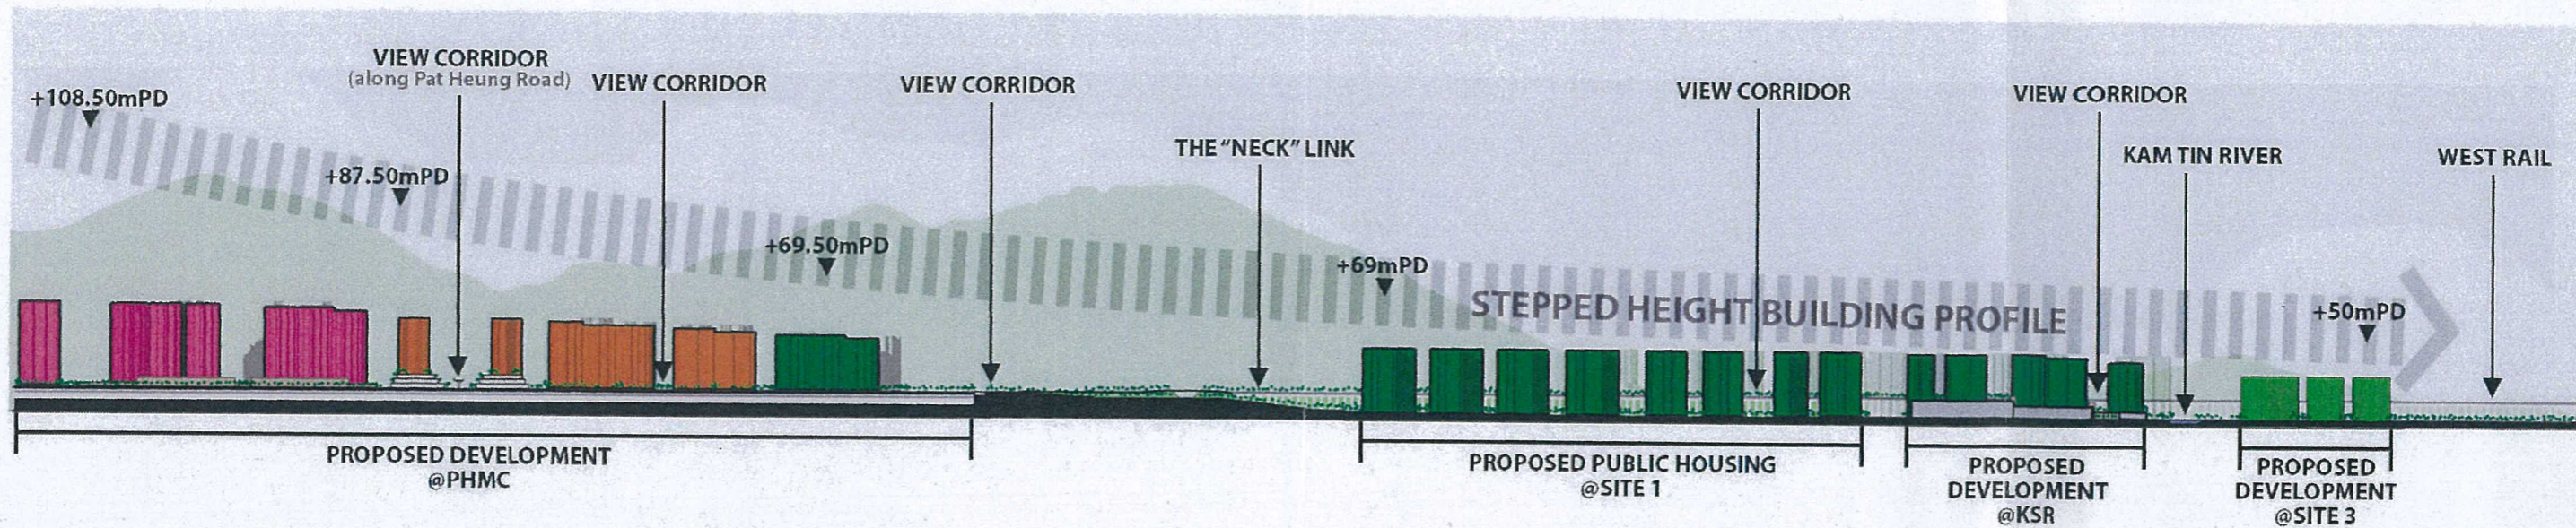 VIEW CORRIDOR
(along Pat Heung Road)
VIEW CORRIDOR
VIEW CORRIDOR
VIEW CORRIDOR
VIEW CORRIDOR
+108.50mPD
THE "NECK" LINK
KAM TIN RIVER
WEST RAIL
+87.50mPD
+69.50mPD
+69mPD
STEPPED HEIGHT BUILDING PROFILE
+50mPD
PROPOSED DEVELOPMENT
@PHMC
PROPOSED PUBLIC HOUSING
@SITE 1
PROPOSED
DEVELOPMENT
@KSR
PROPOSED
DEVELOPMENT
@SITE 3